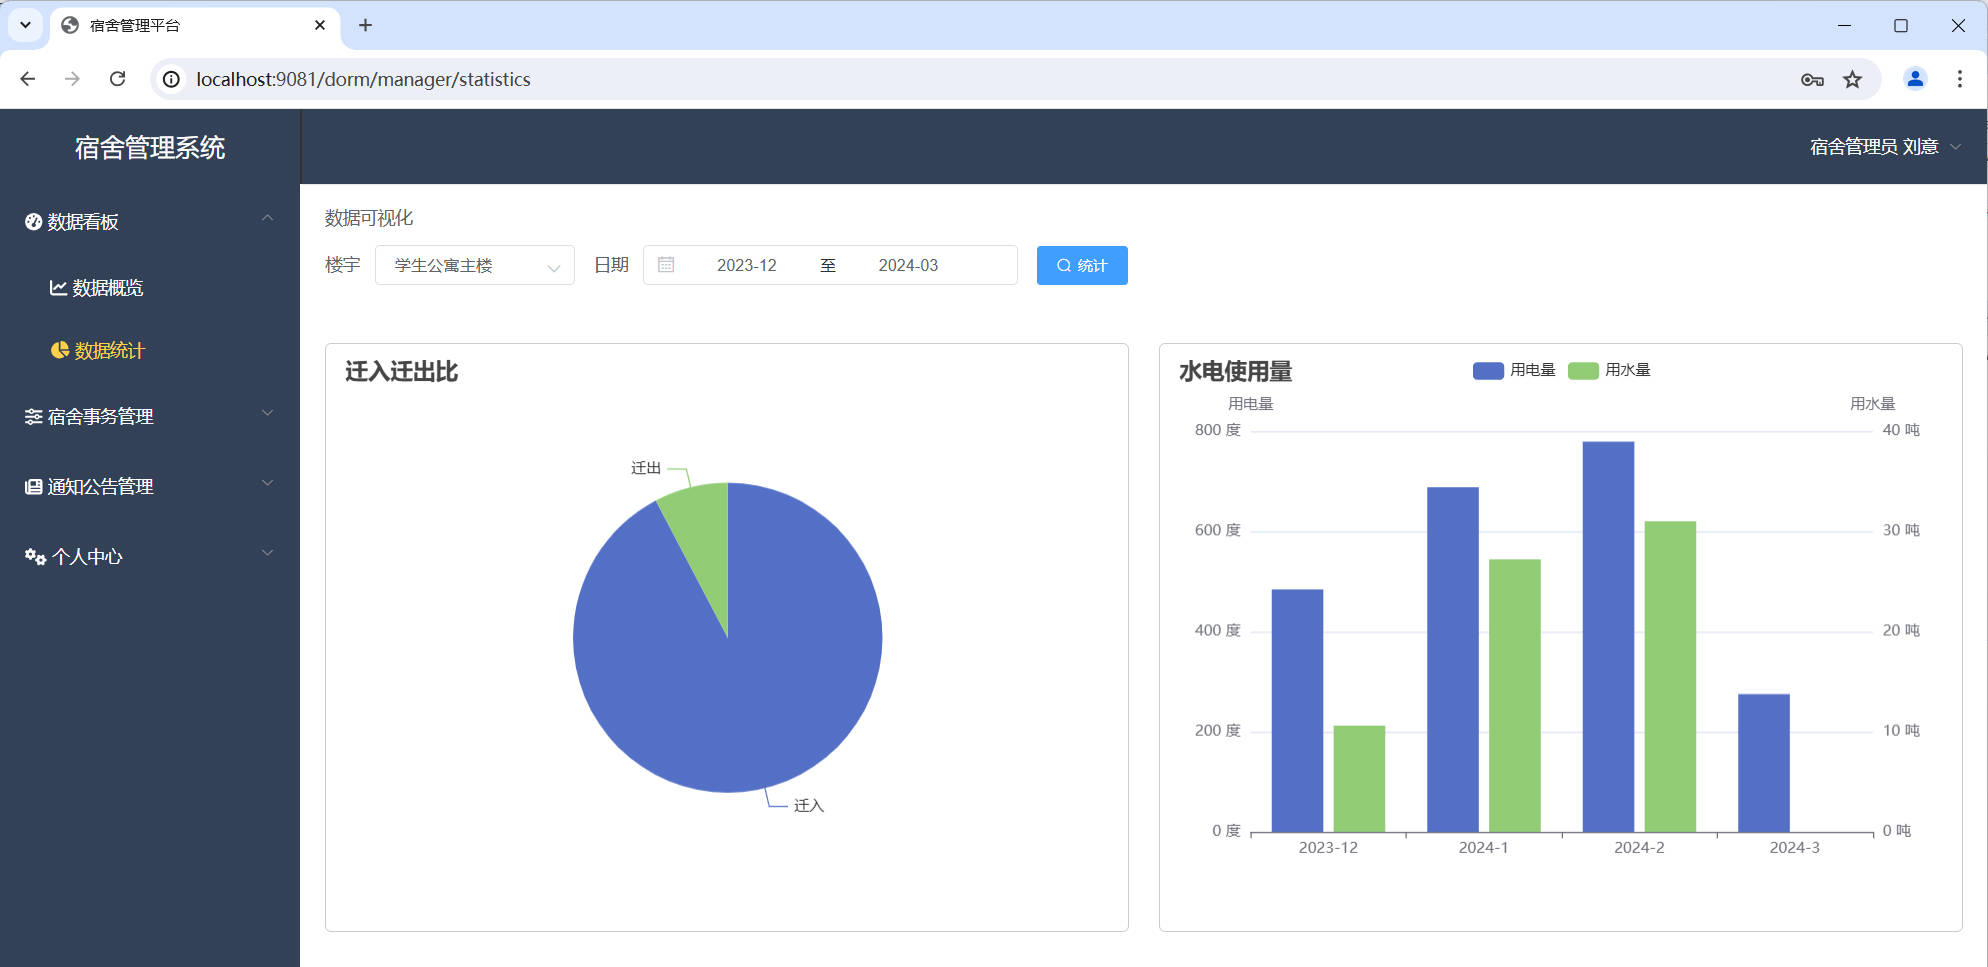 宿舍管理平台
localhost:9081/dorm/manager/statistics
宿舍管理系统
宿舍管理员 刘意
数据看板
数据概览
数据统计
宿舍事务管理
通知公告管理
个人中心
数据可视化
楼宇 学生公寓主楼 日期 2023-12 至 2024-03 统计
迁入迁出比
迁出
迁入
水电使用量
用电量 用水量
用电量 用水量
800 度 40 吨
600 度 30 吨
400 度 20 吨
200 度 10 吨
0 度 0 吨
2023-12 2024-1 2024-2 2024-3